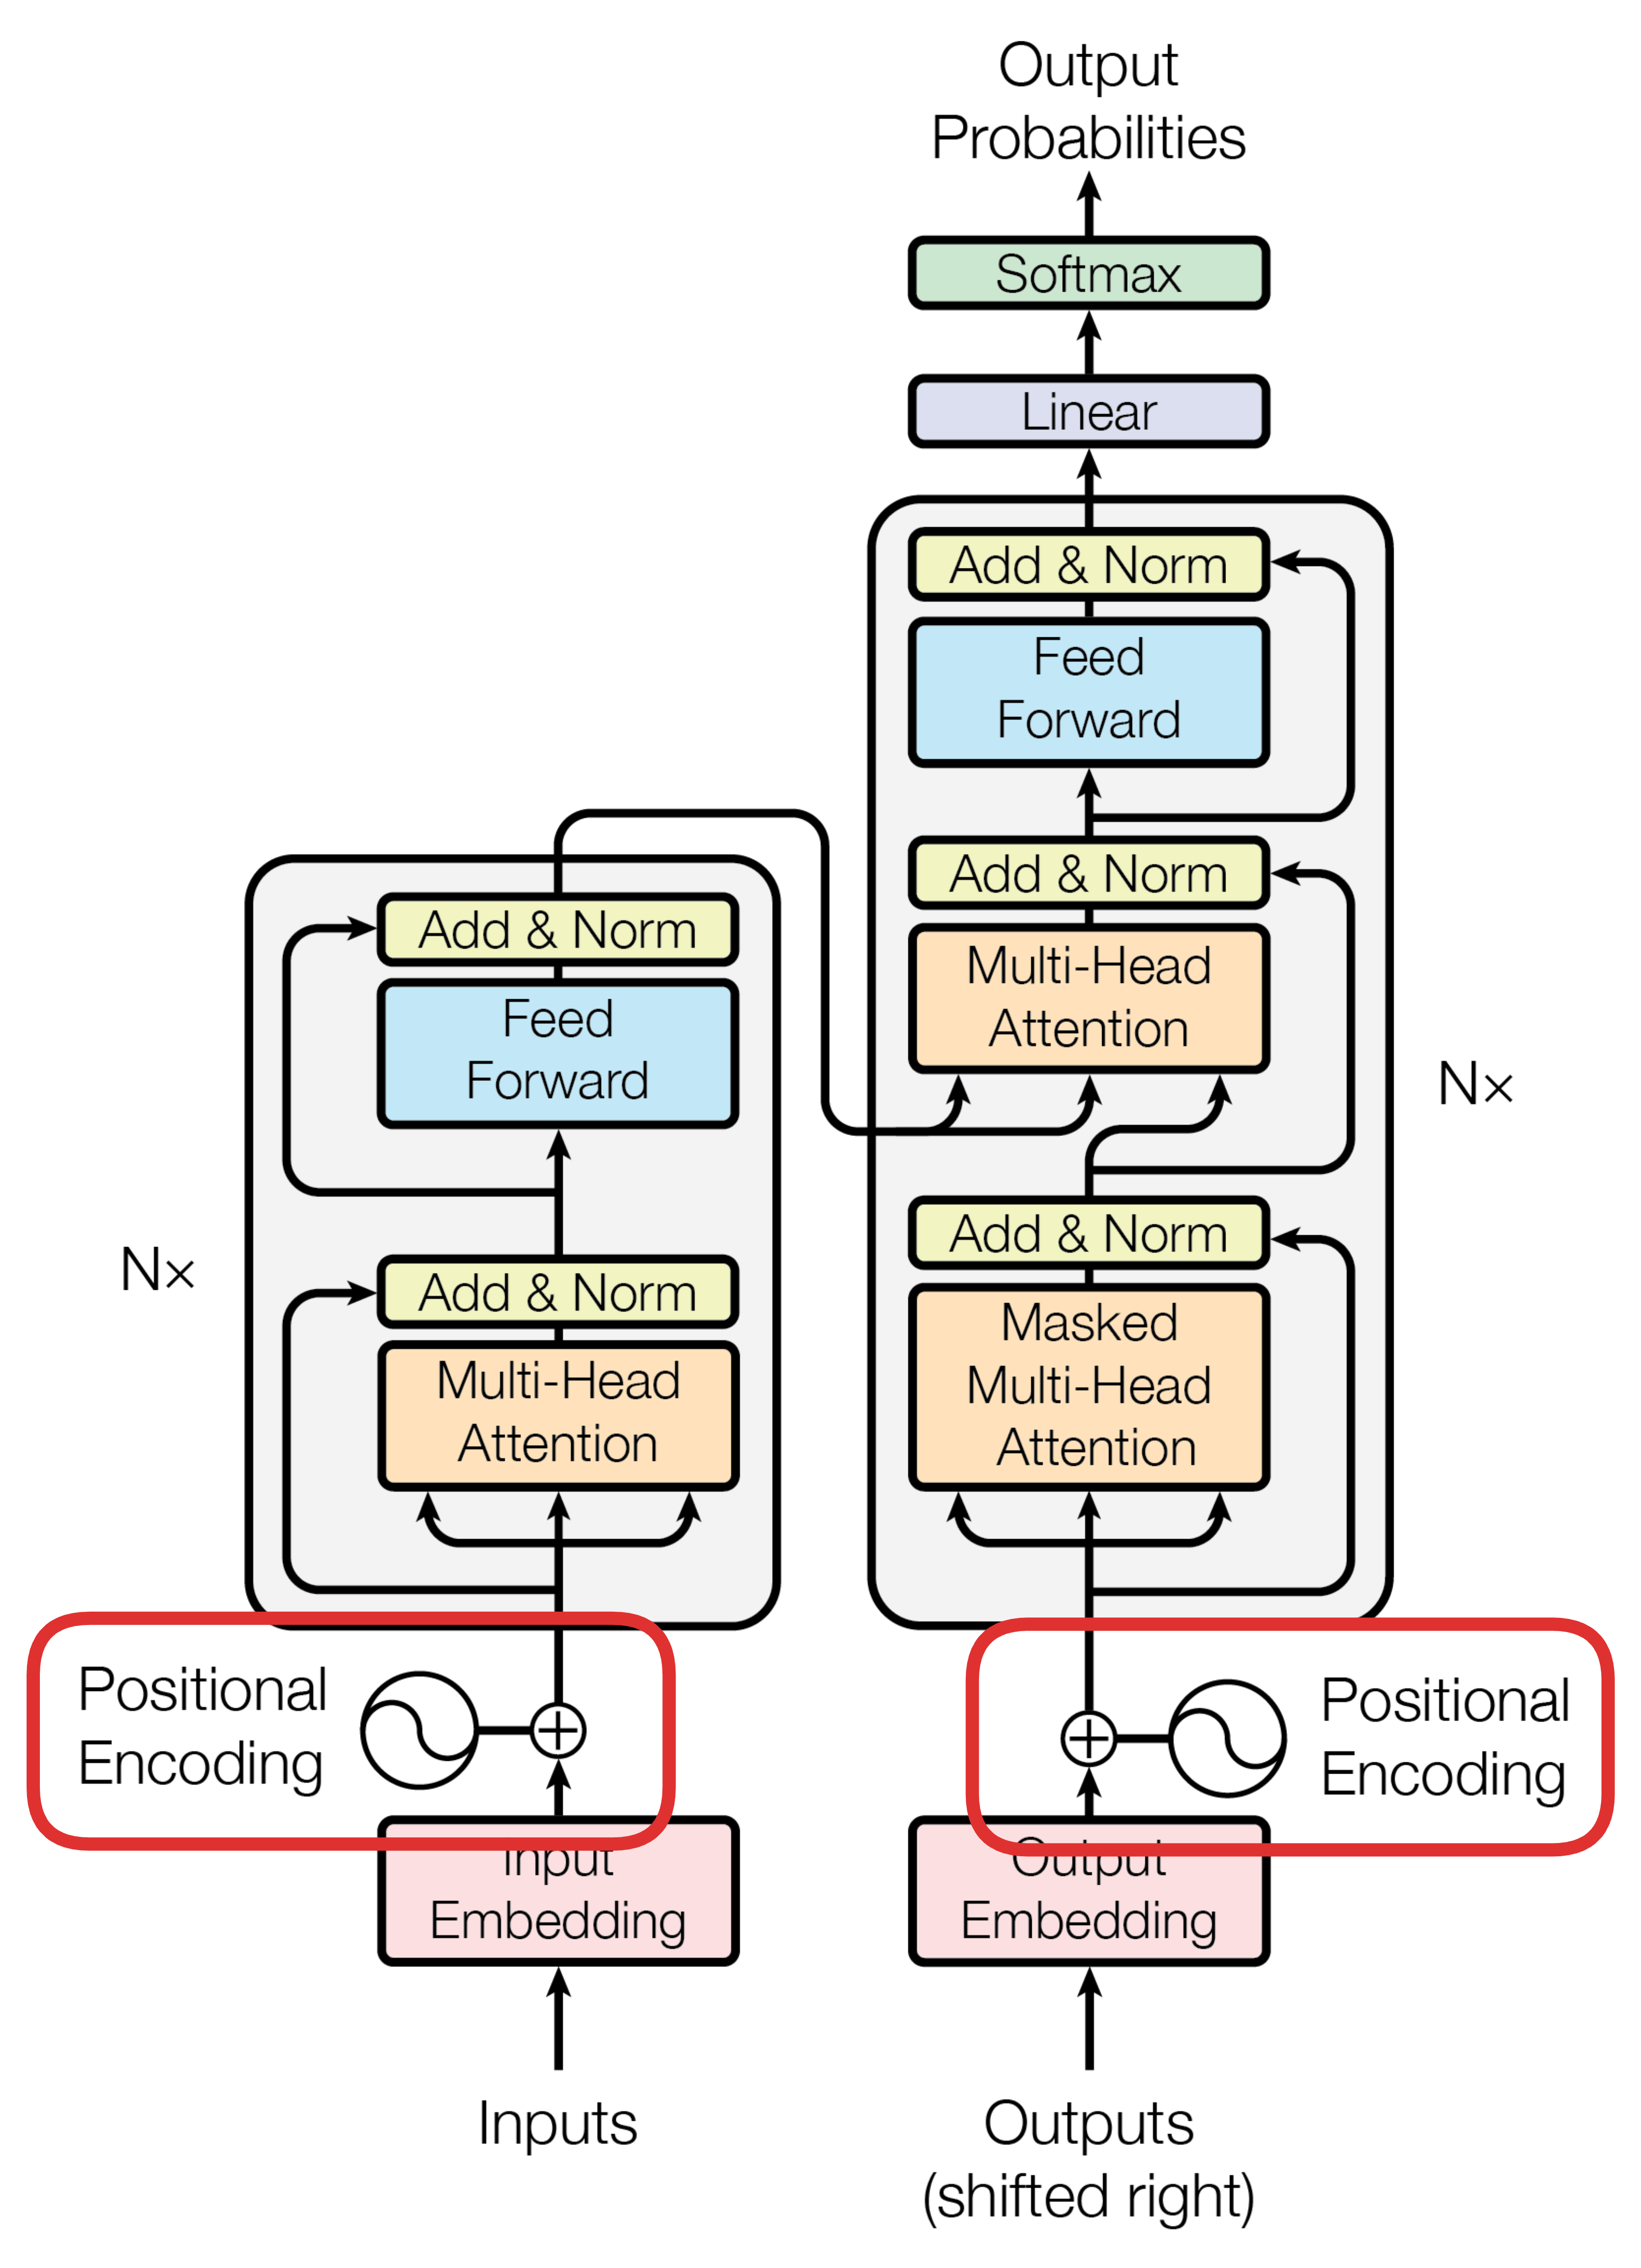 Output
Probabilities
Softmax
Linear
Add & Norm
Feed
Forward
Add & Norm
Multi-Head
Attention
Add & Norm
Masked
Multi-Head
Attention
N×
Add & Norm
Feed
Forward
Add & Norm
Multi-Head
Attention
N×
Positional
Encoding
Positional
Encoding
Input
Embedding
Output
Embedding
Inputs
Outputs
(shifted right)